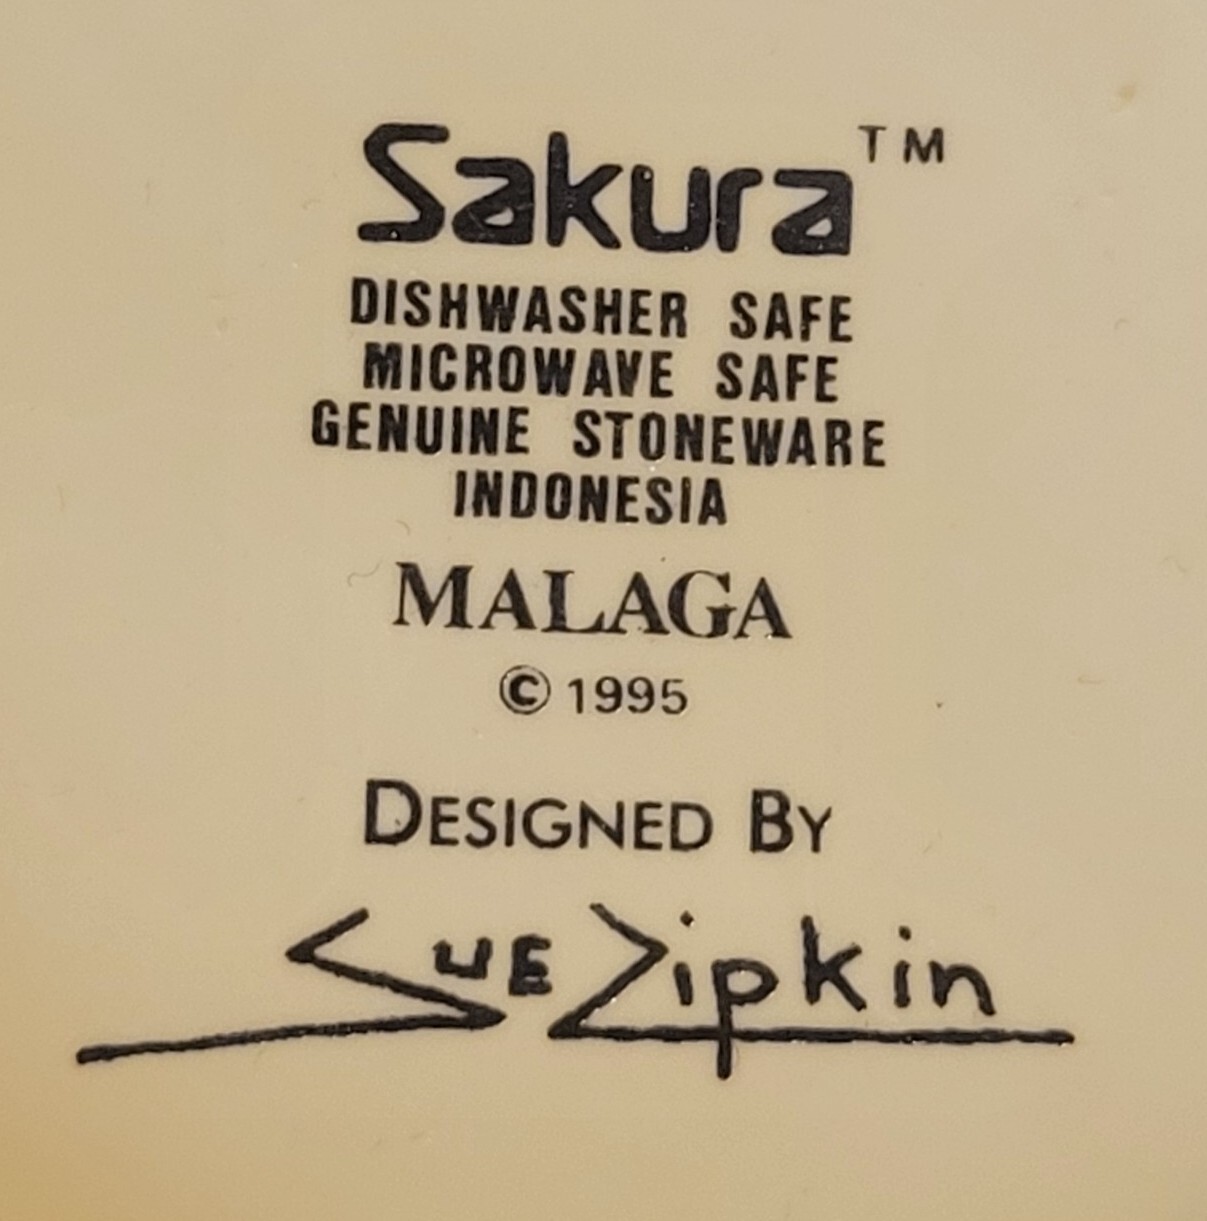 Sakura™
DISHWASHER SAFE
MICROWAVE SAFE
GENUINE STONEWARE
INDONESIA
MALAGA
© 1995
DESIGNED BY
SUE Zipkin